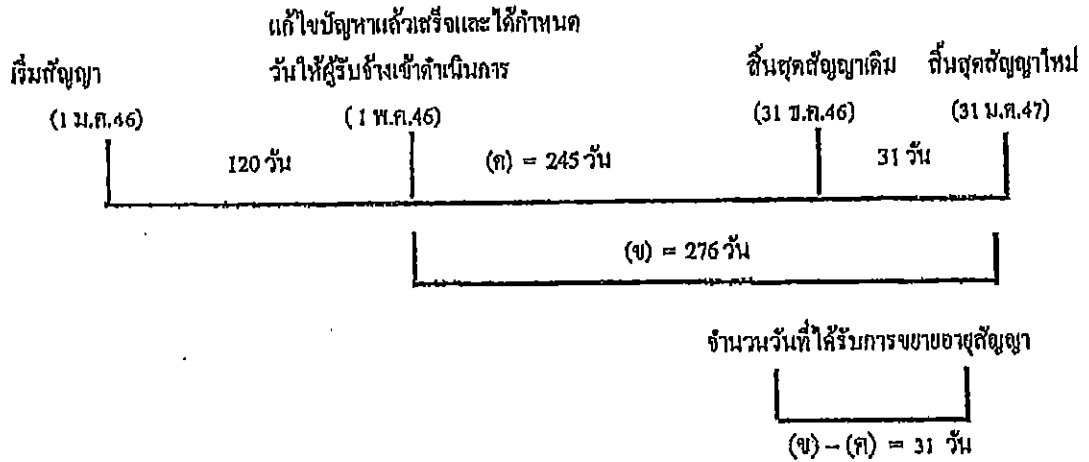 แก้ไขปัญหาแล้วเสร็จและได้กำหนด
วันให้ผู้รับจ้างเข้าดำเนินการ
เริ่มสัญญา
สิ้นสุดสัญญาเดิม
สิ้นสุดสัญญาใหม่
(1 ม.ค.46)
(1 พ.ค.46)
(31 ธ.ค.46)
(31 ม.ค.47)
120 วัน
(ค) = 245 วัน
31 วัน
(ข) = 276 วัน
จำนวนวันที่ได้รับการขยายอายุสัญญา
(ข) – (ค) = 31 วัน